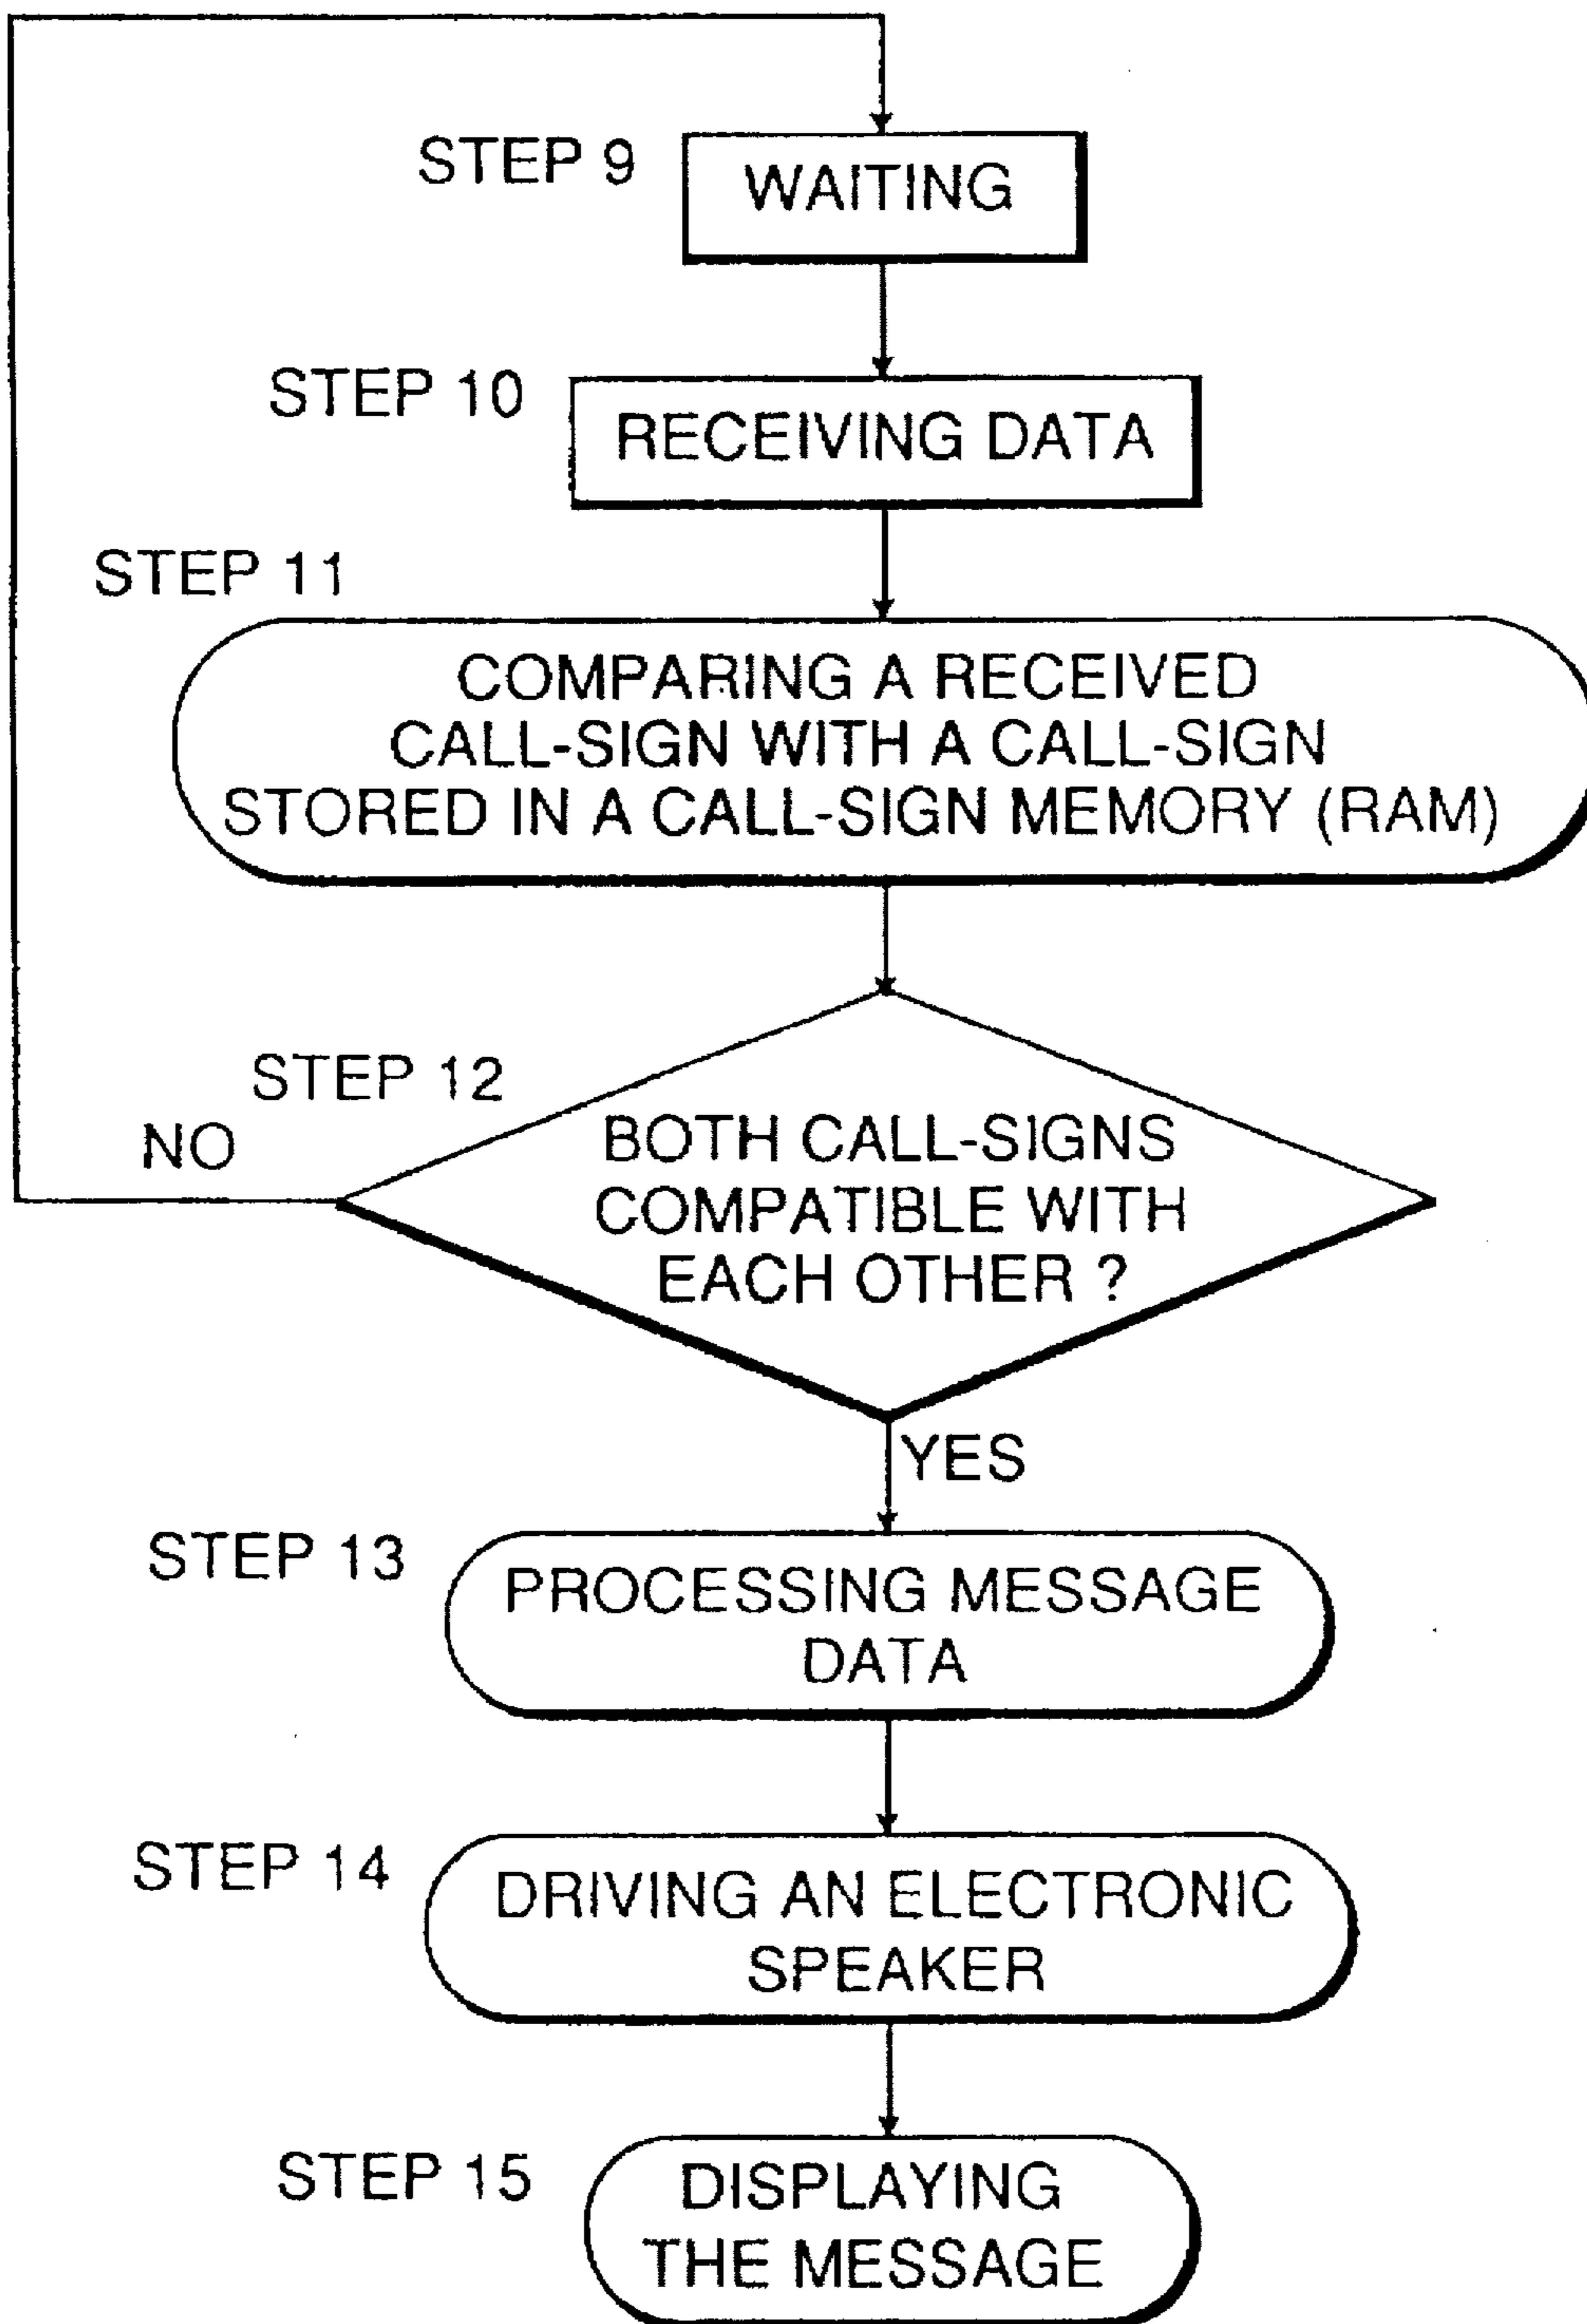 STEP 9
WAITING
STEP 10
RECEIVING DATA
STEP 11
COMPARING A RECEIVED
CALL-SIGN WITH A CALL-SIGN
STORED IN A CALL-SIGN MEMORY (RAM)
STEP 12
NO
BOTH CALL-SIGNS
COMPATIBLE WITH
EACH OTHER ?
YES
STEP 13
PROCESSING MESSAGE
DATA
STEP 14
DRIVING AN ELECTRONIC
SPEAKER
STEP 15
DISPLAYING
THE MESSAGE